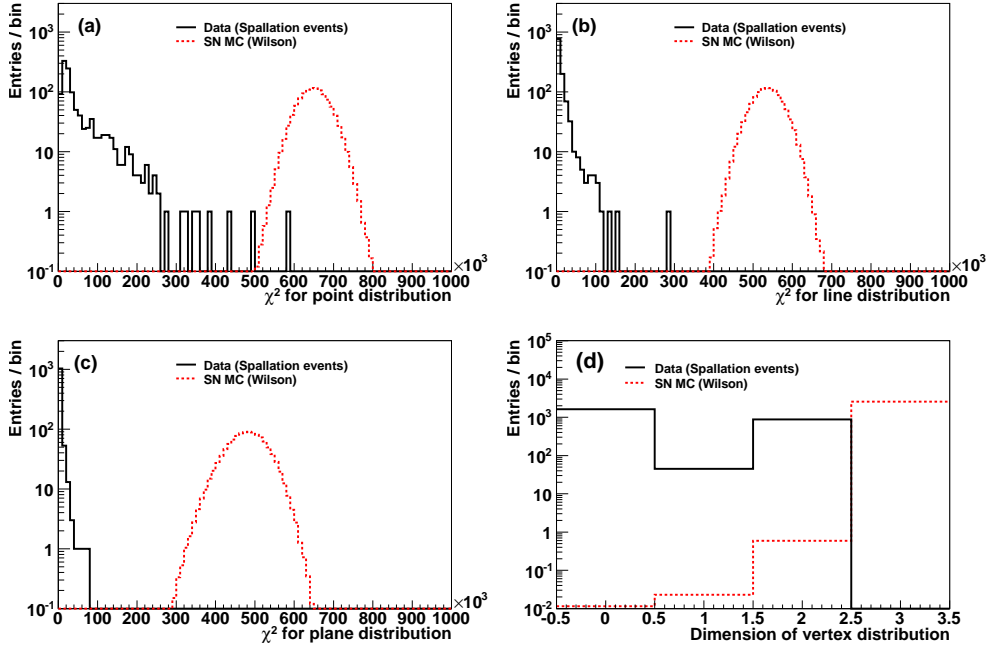 (a)
Data (Spallation events)
SN MC (Wilson)
Entries / bin
10³
10²
10
1
10⁻¹
0 100 200 300 400 500 600 700 800 900 1000
×10³
χ² for point distribution
(b)
Data (Spallation events)
SN MC (Wilson)
Entries / bin
10³
10²
10
1
10⁻¹
0 100 200 300 400 500 600 700 800 900 1000
×10³
χ² for line distribution
(c)
Data (Spallation events)
SN MC (Wilson)
Entries / bin
10³
10²
10
1
10⁻¹
0 100 200 300 400 500 600 700 800 900 1000
×10³
χ² for plane distribution
(d)
Data (Spallation events)
SN MC (Wilson)
Entries / bin
10⁵
10⁴
10³
10²
10
1
10⁻¹
10⁻²
-0.5 0 0.5 1 1.5 2 2.5 3 3.5
Dimension of vertex distribution